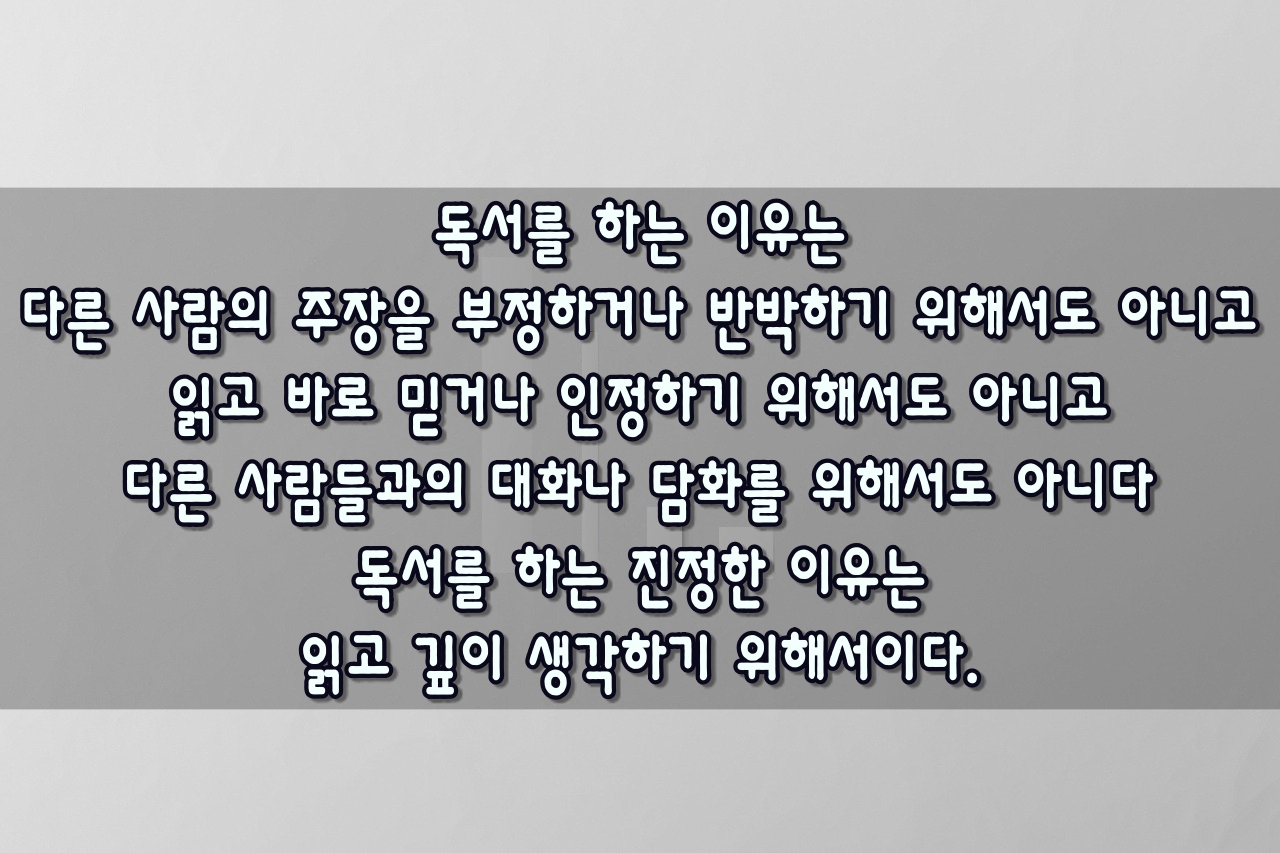 독서를 하는 이유는
다른 사람의 주장을 부정하거나 반박하기 위해서도 아니고
읽고 바로 믿거나 인정하기 위해서도 아니고
다른 사람들과의 대화나 담화를 위해서도 아니다
독서를 하는 진정한 이유는
읽고 깊이 생각하기 위해서이다.